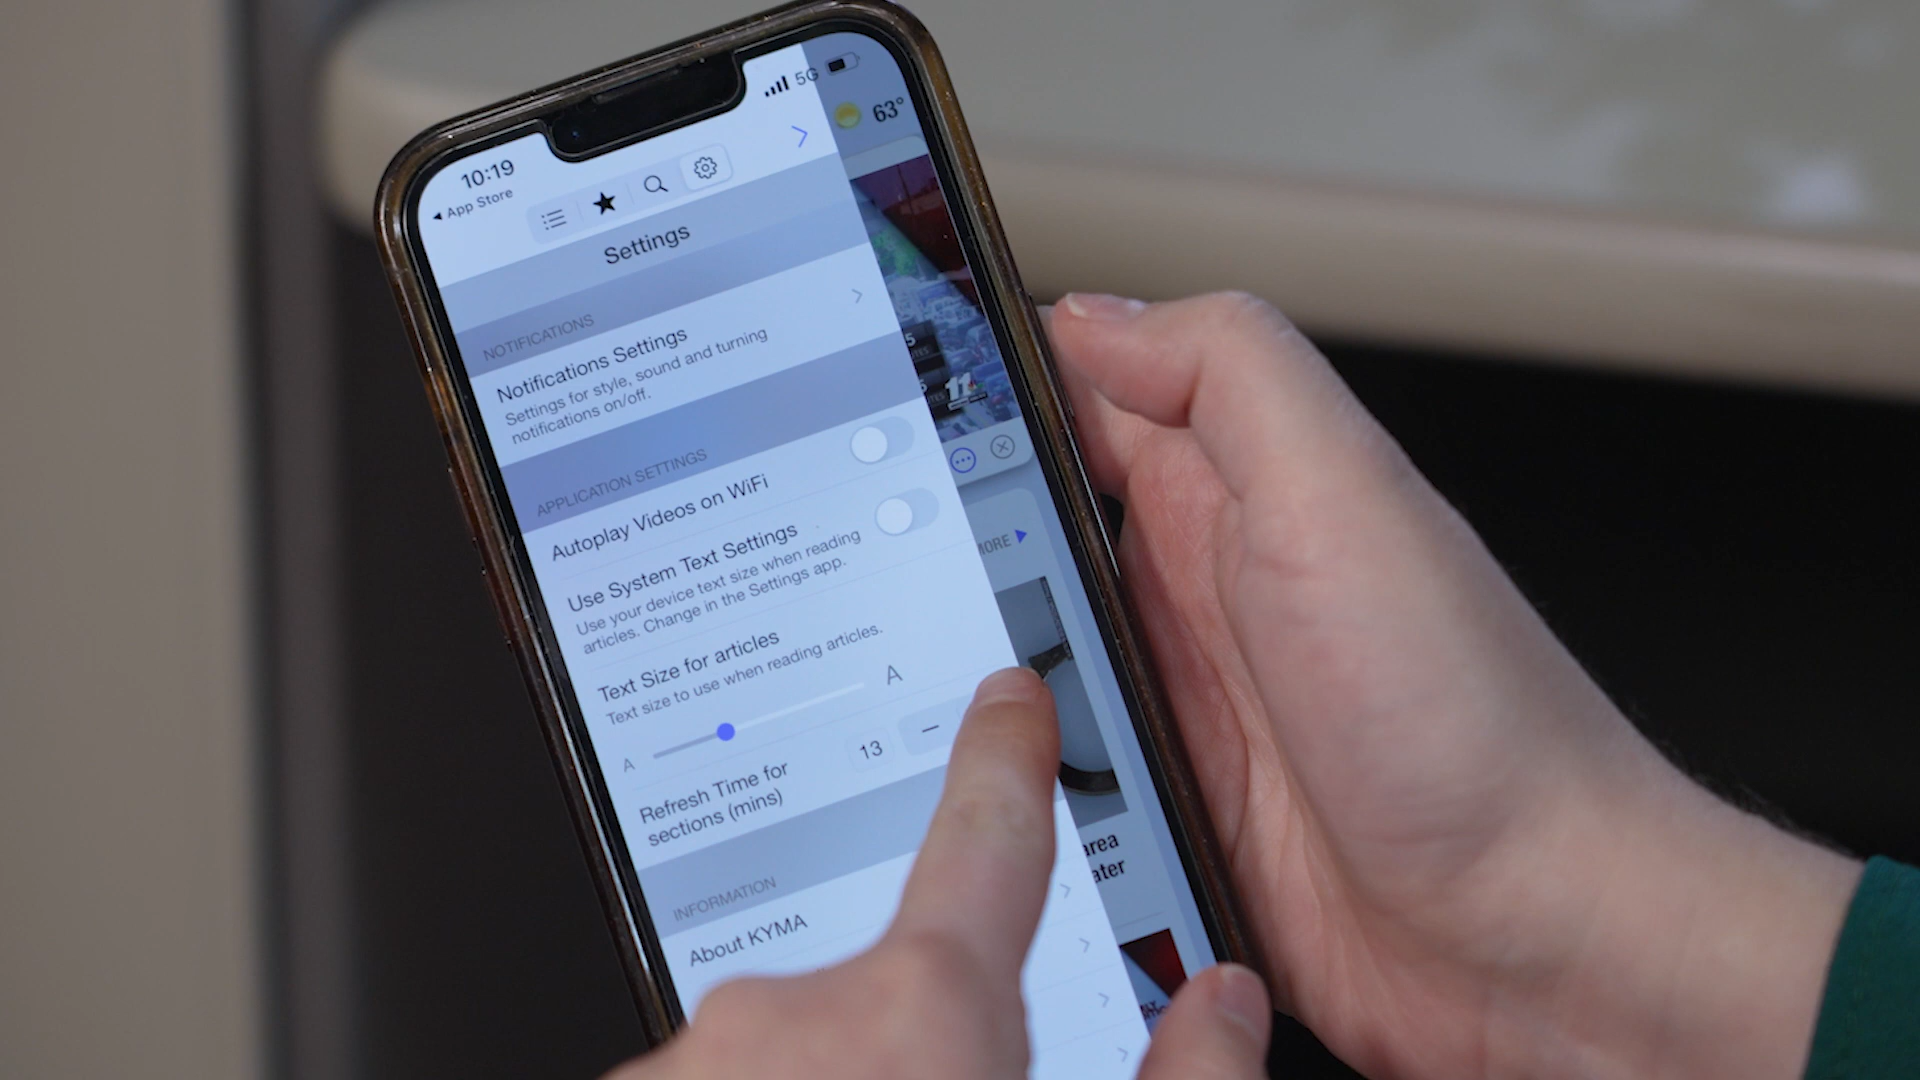 10:19
5G
◂ App Store
63°
Settings
NOTIFICATIONS
Notifications Settings
Settings for style, sound and turning
notifications on/off.
11
APPLICATION SETTINGS
Autoplay Videos on WiFi
Use System Text Settings
Use your device text size when reading
articles. Change in the Settings app.
MORE ▶
Text Size for articles
Text size to use when reading articles.
A A
Refresh Time for
sections (mins)
13 −
INFORMATION
area
ater
About KYMA